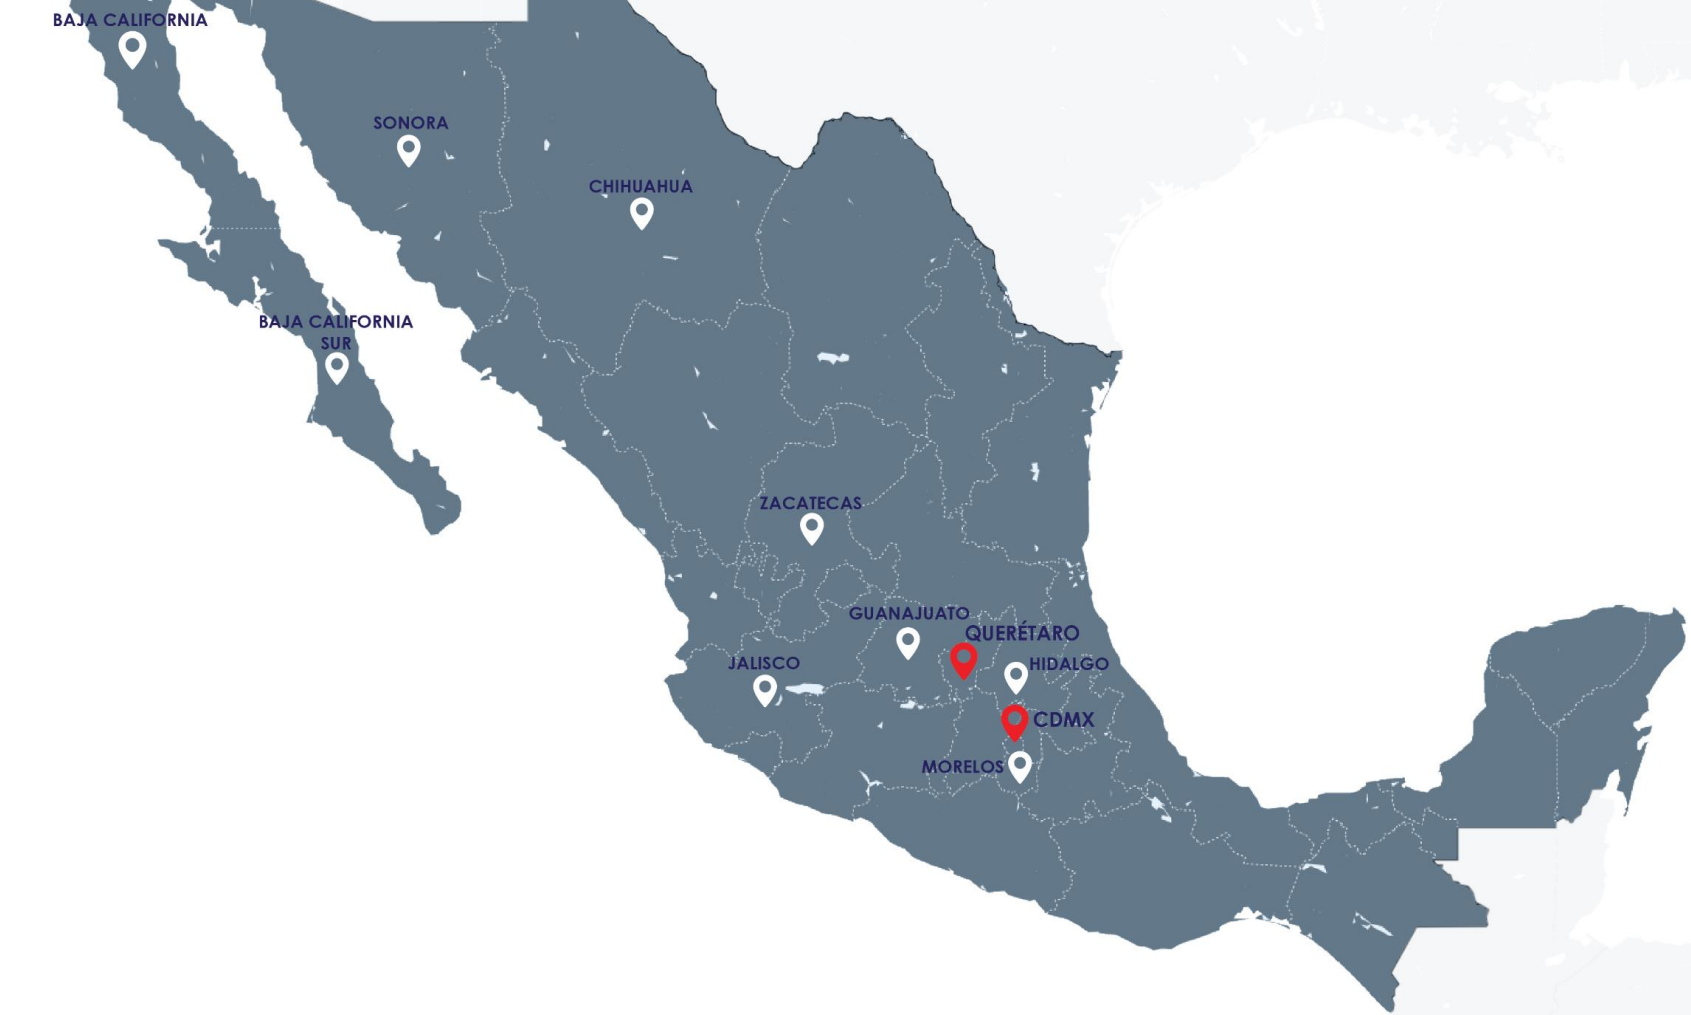 BAJA CALIFORNIA
SONORA
CHIHUAHUA
BAJA CALIFORNIA
SUR
ZACATECAS
GUANAJUATO
QUERÉTARO
JALISCO
HIDALGO
CDMX
MORELOS